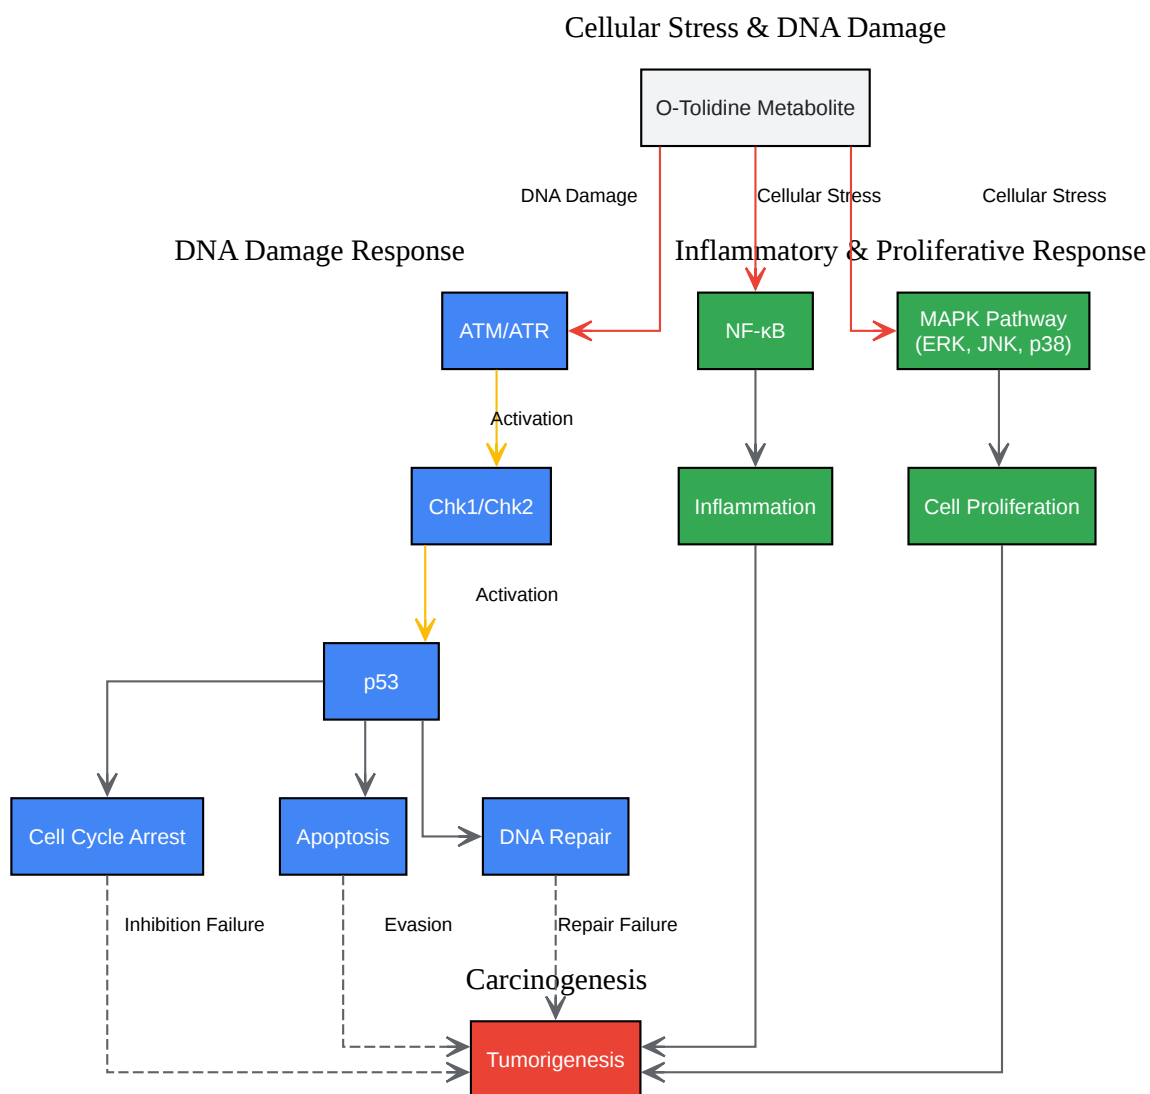 Cellular Stress & DNA Damage
O-Tolidine Metabolite
DNA Damage
Cellular Stress
Cellular Stress
DNA Damage Response
Inflammatory & Proliferative Response
ATM/ATR
NF-κB
MAPK Pathway
(ERK, JNK, p38)
Activation
Chk1/Chk2
Inflammation
Cell Proliferation
Activation
p53
Cell Cycle Arrest
Apoptosis
DNA Repair
Inhibition Failure
Evasion
Repair Failure
Carcinogenesis
Tumorigenesis